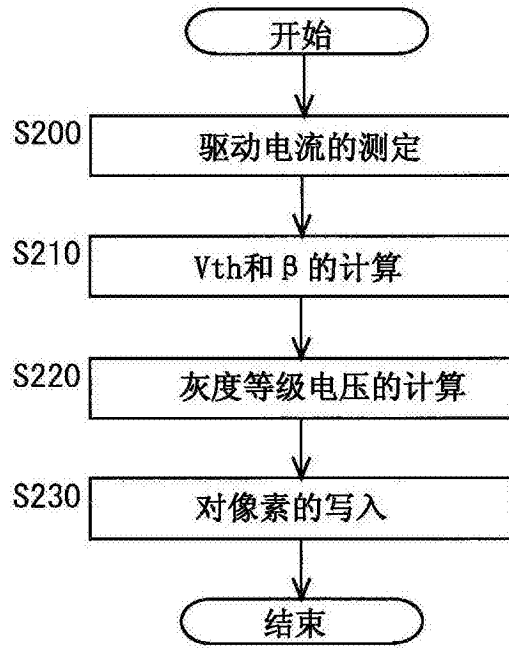 开始
S200
驱动电流的测定
S210
Vth和β的计算
S220
灰度等级电压的计算
S230
对像素的写入
结束